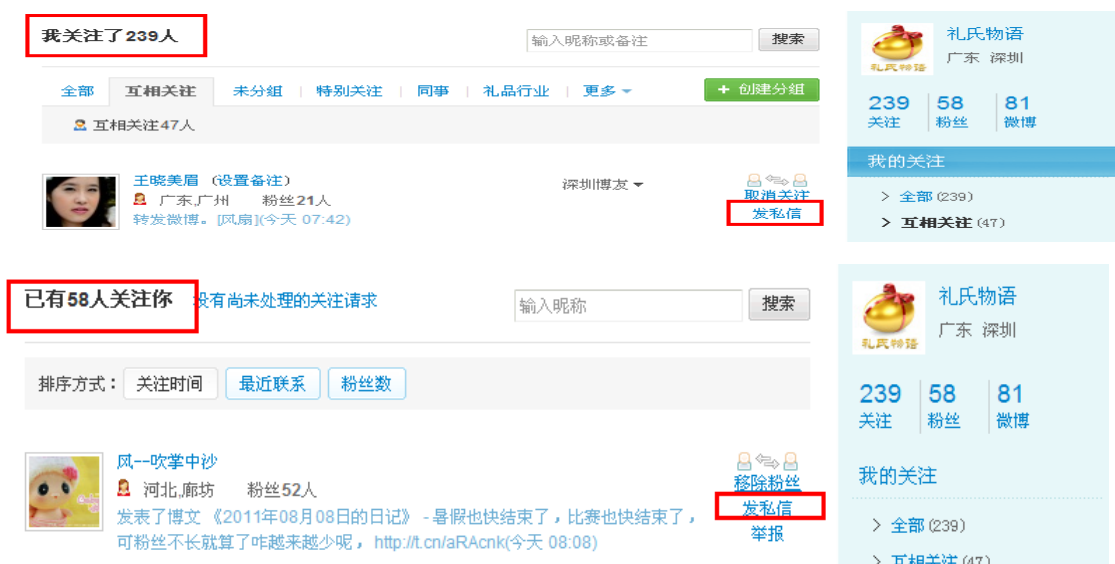 我关注了239人
输入昵称或备注
搜索
全部 互相关注 未分组 特别关注 同事 礼品行业 更多
+ 创建分组
互相关注47人
王晓美眉 (设置备注)
广东,广州 粉丝21人
转发微博。[风扇](今天 07:42)
深圳博友
取消关注
发私信
礼氏物语
礼氏物语
广东 深圳
239 58 81
关注 粉丝 微博
我的关注
> 全部(239)
> 互相关注(47)
已有58人关注你 没有尚未处理的关注请求
输入昵称
搜索
排序方式: 关注时间 最近联系 粉丝数
风--吹掌中沙
河北,廊坊 粉丝52人
发表了博文 《2011年08月08日的日记》 - 暑假也快结束了,比赛也快结束了,
可粉丝不长就算了咋越来越少呢, http://t.cn/aRAcnk(今天 08:08)
移除粉丝
发私信
举报
礼氏物语
礼氏物语
广东 深圳
239 58 81
关注 粉丝 微博
我的关注
> 全部(239)
> 互相关注(47)